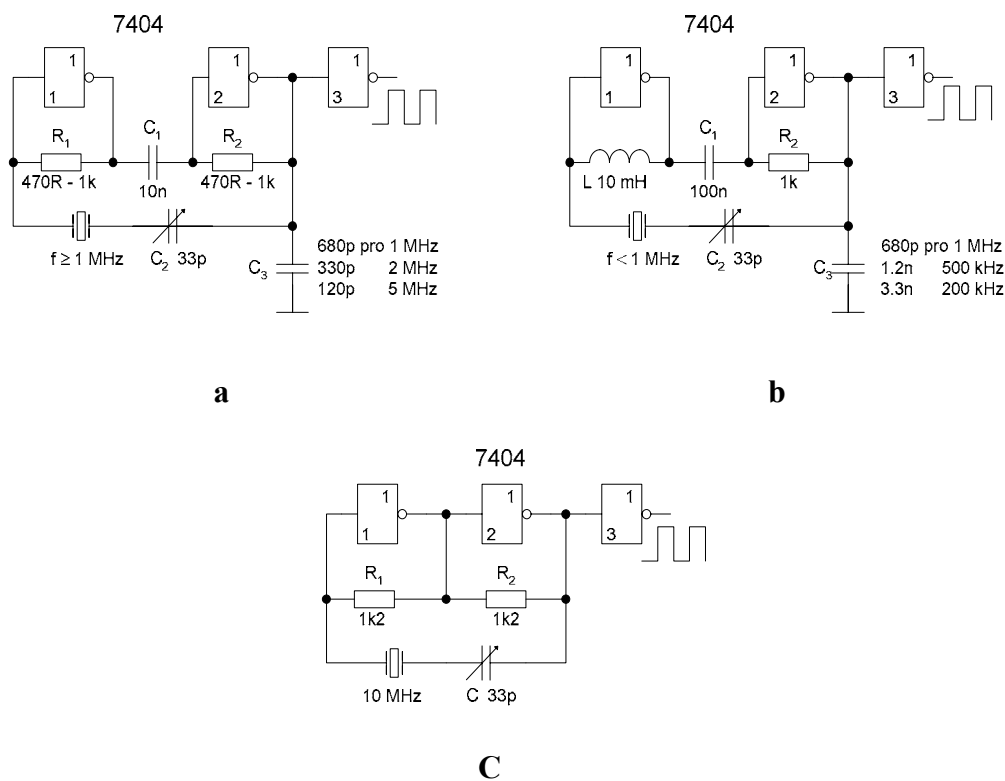 7404
1
1
1
2
1
3
R1
470R - 1k
C1
10n
R2
470R - 1k
f ≥ 1 MHz
C2 33p
C3
680p pro 1 MHz
330p 2 MHz
120p 5 MHz
a
7404
1
1
1
2
1
3
L 10 mH
C1
100n
R2
1k
f < 1 MHz
C2 33p
C3
680p pro 1 MHz
1.2n 500 kHz
3.3n 200 kHz
b
7404
1
1
1
2
1
3
R1
1k2
R2
1k2
10 MHz
C 33p
C